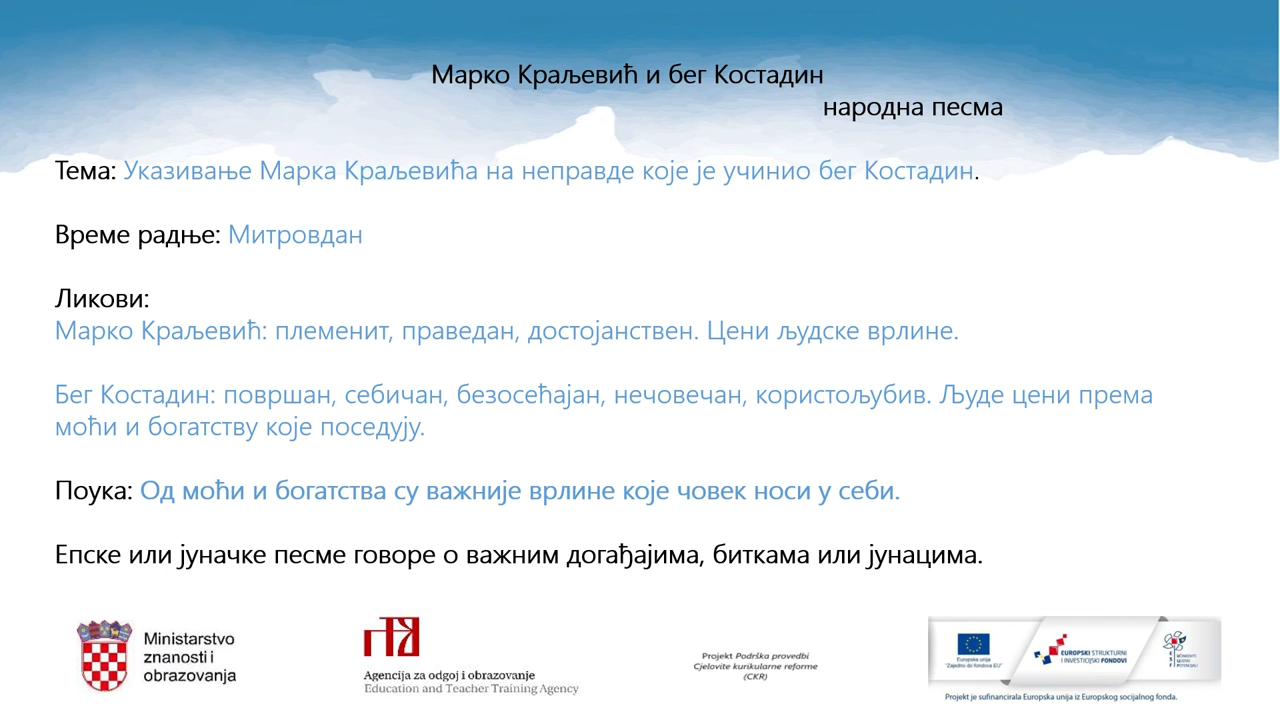 Марко Краљевић и бег Костадин
народна песма
Тема: Указивање Марка Краљевића на неправде које је учинио бег Костадин.
Време радње: Митровдан
Ликови:
Марко Краљевић: племенит, праведан, достојанствен. Цени људске врлине.
Бег Костадин: површан, себичан, безосећајан, нечовечан, користољубив. Људе цени према
моћи и богатству које поседују.
Поука: Од моћи и богатства су важније врлине које човек носи у себи.
Епске или јуначке песме говоре о важним догађајима, биткама или јунацима.
Ministarstvo
znanosti i
obrazovanja
Agencija za odgoj i obrazovanje
Education and Teacher Training Agency
Projekt Podrška provedbi
Cjelovite kurikularne reforme
(CKR)
Europska unija
"Zajedno do fondova EU"
EUROPSKI STRUKTURNI
I INVESTICIJSKI FONDOVI
Projekt je sufinancirala Europska unija iz Europskog socijalnog fonda.